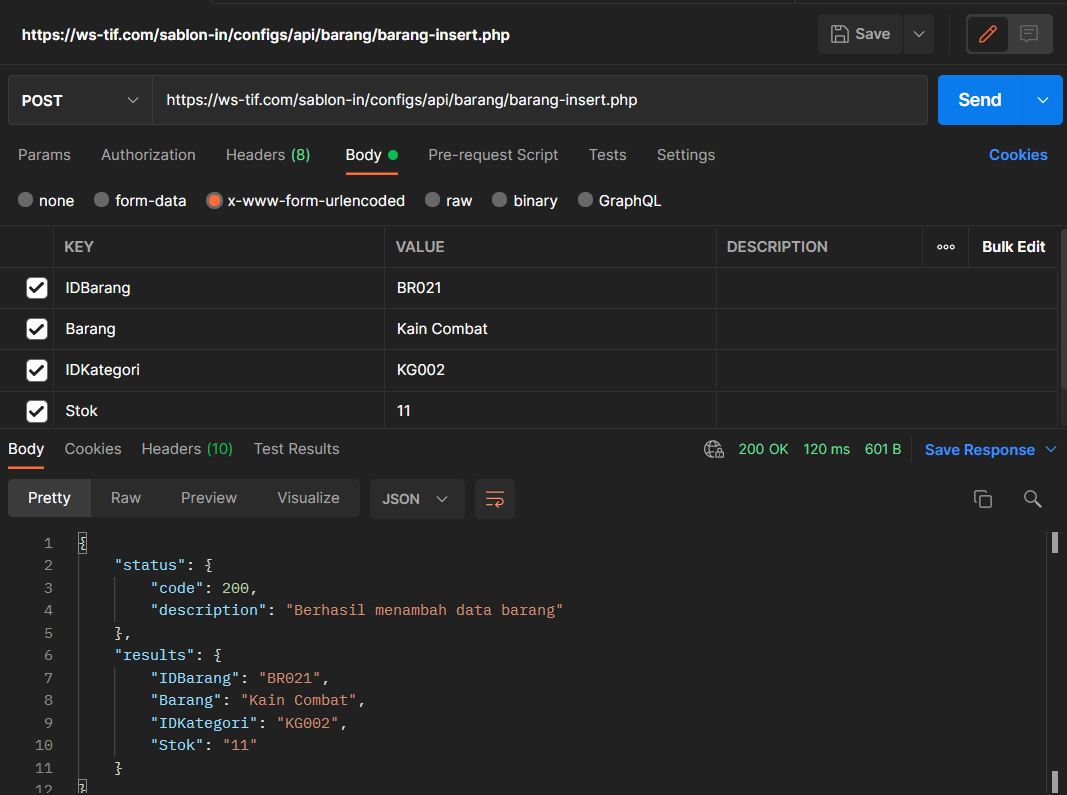 https://ws-tif.com/sablon-in/configs/api/barang/barang-insert.php Save
POST https://ws-tif.com/sablon-in/configs/api/barang/barang-insert.php Send
Params Authorization Headers (8) Body Pre-request Script Tests Settings Cookies
none form-data x-www-form-urlencoded raw binary GraphQL
KEY VALUE DESCRIPTION Bulk Edit
IDBarang BR021
Barang Kain Combat
IDKategori KG002
Stok 11
Body Cookies Headers (10) Test Results 200 OK 120 ms 601 B Save Response
Pretty Raw Preview Visualize JSON
1 {
2 "status": {
3 "code": 200,
4 "description": "Berhasil menambah data barang"
5 },
6 "results": {
7 "IDBarang": "BR021",
8 "Barang": "Kain Combat",
9 "IDKategori": "KG002",
10 "Stok": "11"
11 }
12 }